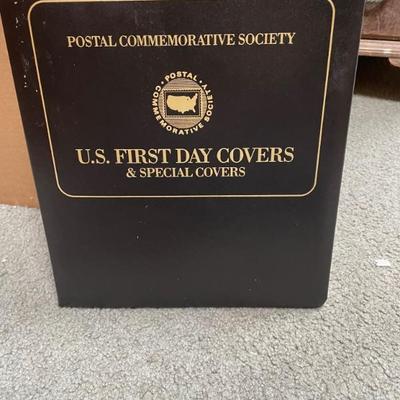 POSTAL COMMEMORATIVE SOCIETY
• POSTAL •
COMMEMORATIVE SOCIETY
U.S. FIRST DAY COVERS
& SPECIAL COVERS